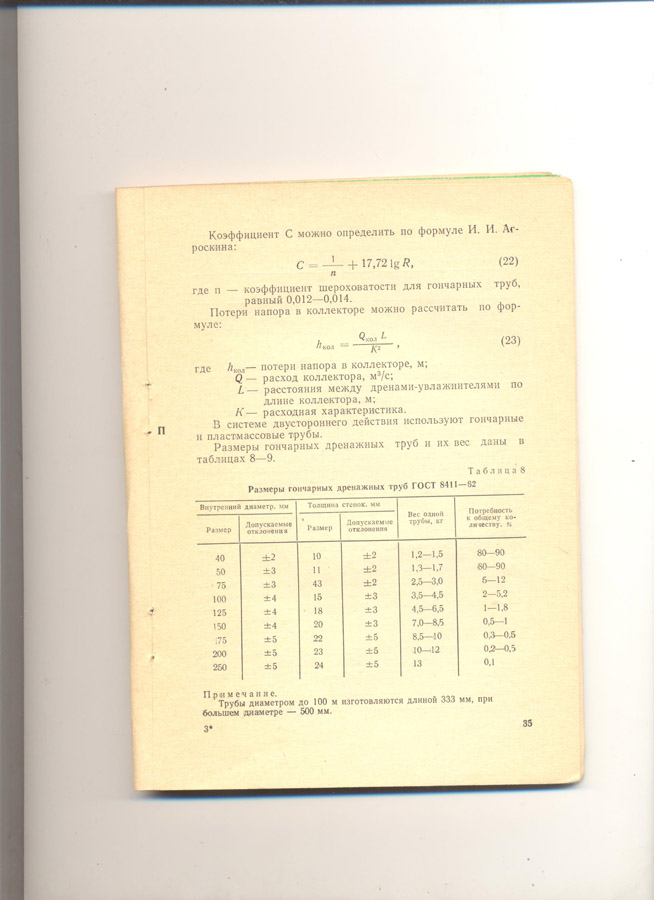 Коэффициент С можно определить по формуле И. И. Аг-
роскина:
C = 1/n + 17,72 lg R, (22)
где n — коэффициент шероховатости для гончарных труб,
равный 0,012—0,014.
Потери напора в коллекторе можно рассчитать по фор-
муле:
hкол = Qкол L / K² , (23)
где hкол— потери напора в коллекторе, м;
Q — расход коллектора, м³/с;
L — расстояния между дренами-увлажнителями по
длине коллектора, м;
K — расходная характеристика.
В системе двустороннего действия используют гончарные
и пластмассовые трубы.
П
Размеры гончарных дренажных труб и их вес даны в
таблицах 8—9.
Таблица 8
Размеры гончарных дренажных труб ГОСТ 8411—62
Внутренний диаметр, мм Толщина стенок, мм Вес одной трубы, кг Потребность к общему ко-личеству, %
Размер Допускаемые отклонения Размер Допускаемые отклонения
40 ±2 10 ±2 1,2—1,5 80—90
50 ±3 11 ±2 1,3—1,7 80—90
75 ±3 43 ±2 2,5—3,0 6—12
100 ±4 15 ±3 3,5—4,5 2—5,2
125 ±4 18 ±3 4,5—6,5 1—1,8
150 ±4 20 ±3 7,0—8,5 0,5—1
175 ±5 22 ±5 8,5—10 0,3—0,5
200 ±5 23 ±5 10—12 0,2—0,5
250 ±5 24 ±5 13 0,1
Примечание.
Трубы диаметром до 100 м изготовляются длиной 333 мм, при
большем диаметре — 500 мм.
3* 35